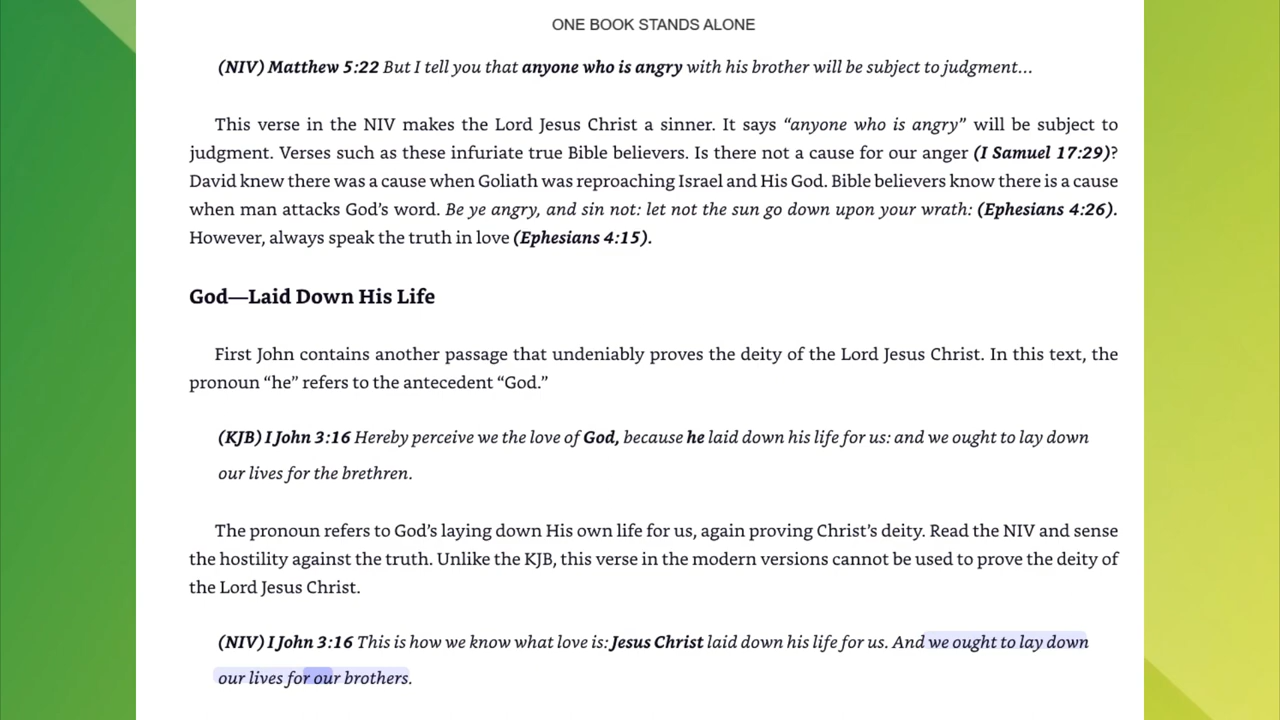 ONE BOOK STANDS ALONE
(NIV) Matthew 5:22 But I tell you that anyone who is angry with his brother will be subject to judgment…
This verse in the NIV makes the Lord Jesus Christ a sinner. It says “anyone who is angry” will be subject to
judgment. Verses such as these infuriate true Bible believers. Is there not a cause for our anger (I Samuel 17:29)?
David knew there was a cause when Goliath was reproaching Israel and His God. Bible believers know there is a cause
when man attacks God’s word. Be ye angry, and sin not: let not the sun go down upon your wrath: (Ephesians 4:26).
However, always speak the truth in love (Ephesians 4:15).
God—Laid Down His Life
First John contains another passage that undeniably proves the deity of the Lord Jesus Christ. In this text, the
pronoun “he” refers to the antecedent “God.”
(KJB) I John 3:16 Hereby perceive we the love of God, because he laid down his life for us: and we ought to lay down
our lives for the brethren.
The pronoun refers to God’s laying down His own life for us, again proving Christ’s deity. Read the NIV and sense
the hostility against the truth. Unlike the KJB, this verse in the modern versions cannot be used to prove the deity of
the Lord Jesus Christ.
(NIV) I John 3:16 This is how we know what love is: Jesus Christ laid down his life for us. And we ought to lay down
our lives for our brothers.